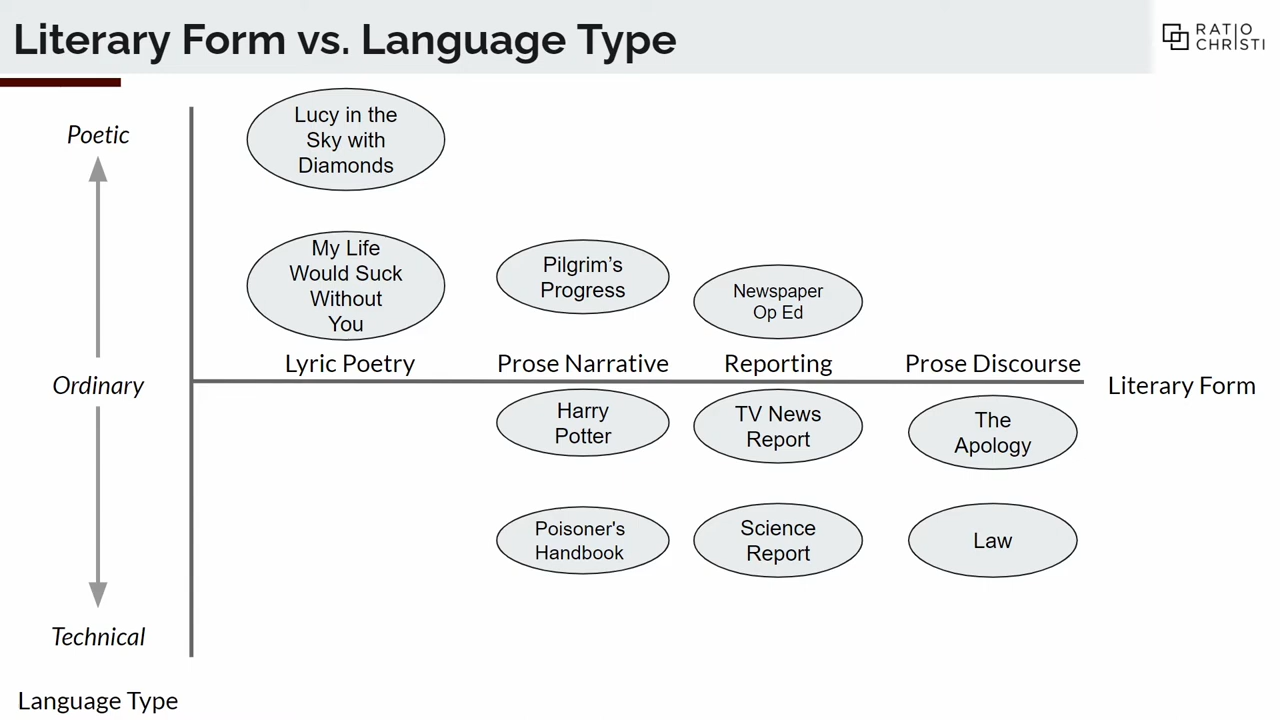 Literary Form vs. Language Type
RATIO
CHRISTI
Poetic
Lucy in the
Sky with
Diamonds
My Life
Would Suck
Without
You
Pilgrim's
Progress
Newspaper
Op Ed
Lyric Poetry
Prose Narrative
Reporting
Prose Discourse
Ordinary
Literary Form
Harry
Potter
TV News
Report
The
Apology
Poisoner's
Handbook
Science
Report
Law
Technical
Language Type